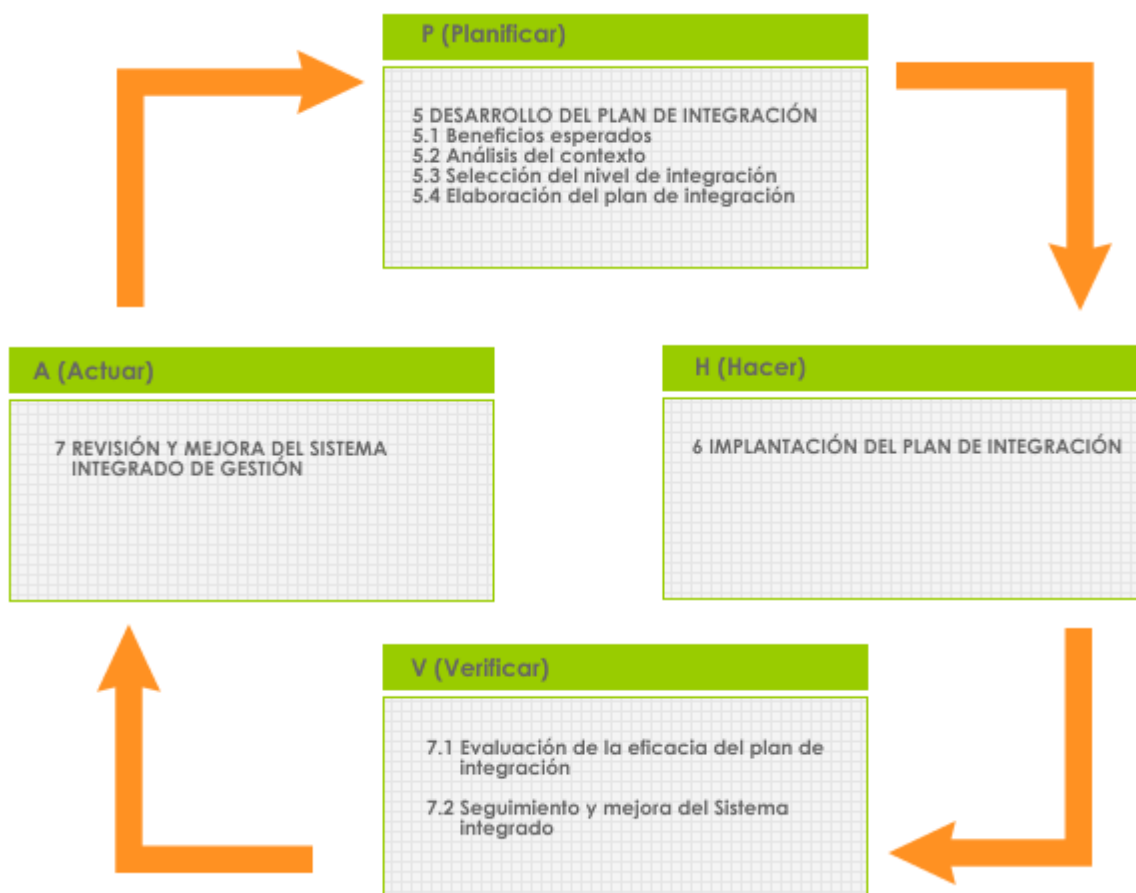 P (Planificar)
5 DESARROLLO DEL PLAN DE INTEGRACIÓN
5.1 Beneficios esperados
5.2 Análisis del contexto
5.3 Selección del nivel de integración
5.4 Elaboración del plan de integración
A (Actuar)
7 REVISIÓN Y MEJORA DEL SISTEMA
INTEGRADO DE GESTIÓN
H (Hacer)
6 IMPLANTACIÓN DEL PLAN DE INTEGRACIÓN
V (Verificar)
7.1 Evaluación de la eficacia del plan de
integración
7.2 Seguimiento y mejora del Sistema
integrado